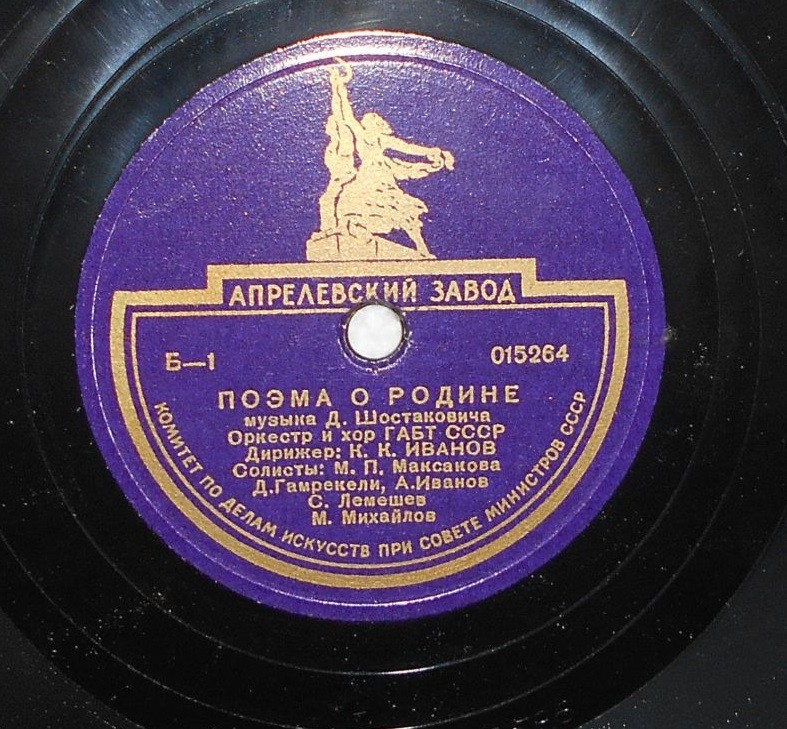 АПРЕЛЕВСКИЙ ЗАВОД
Б—1
015264
ПОЭМА О РОДИНЕ
музыка Д. Шостаковича
Оркестр и хор ГАБТ СССР
Дирижер: К. К. ИВАНОВ
Солисты: М. П. Максакова
Д.Гамрекели, А.Иванов
С. Лемешев
М. Михайлов
КОМИТЕТ ПО ДЕЛАМ ИСКУССТВ ПРИ СОВЕТЕ МИНИСТРОВ СССР